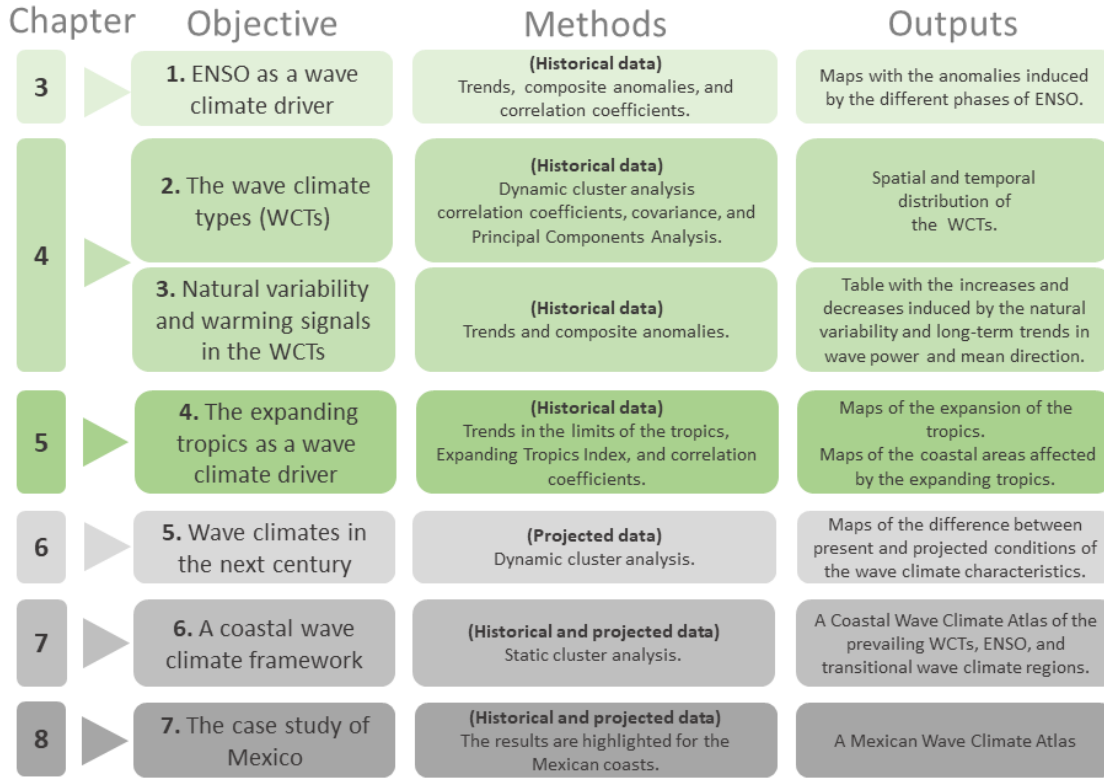 Chapter
Objective
Methods
Outputs
3
1. ENSO as a wave
climate driver
(Historical data)
Trends, composite anomalies, and
correlation coefficients.
Maps with the anomalies induced
by the different phases of ENSO.
4
2. The wave climate
types (WCTs)
(Historical data)
Dynamic cluster analysis
correlation coefficients, covariance, and
Principal Components Analysis.
Spatial and temporal
distribution of
the WCTs.
3. Natural variability
and warming signals
in the WCTs
(Historical data)
Trends and composite anomalies.
Table with the increases and
decreases induced by the natural
variability and long-term trends in
wave power and mean direction.
5
4. The expanding
tropics as a wave
climate driver
(Historical data)
Trends in the limits of the tropics,
Expanding Tropics Index, and correlation
coefficients.
Maps of the expansion of the
tropics.
Maps of the coastal areas affected
by the expanding tropics.
6
5. Wave climates in
the next century
(Projected data)
Dynamic cluster analysis.
Maps of the difference between
present and projected conditions of
the wave climate characteristics.
7
6. A coastal wave
climate framework
(Historical and projected data)
Static cluster analysis.
A Coastal Wave Climate Atlas of the
prevailing WCTs, ENSO, and
transitional wave climate regions.
8
7. The case study of
Mexico
(Historical and projected data)
The results are highlighted for the
Mexican coasts.
A Mexican Wave Climate Atlas